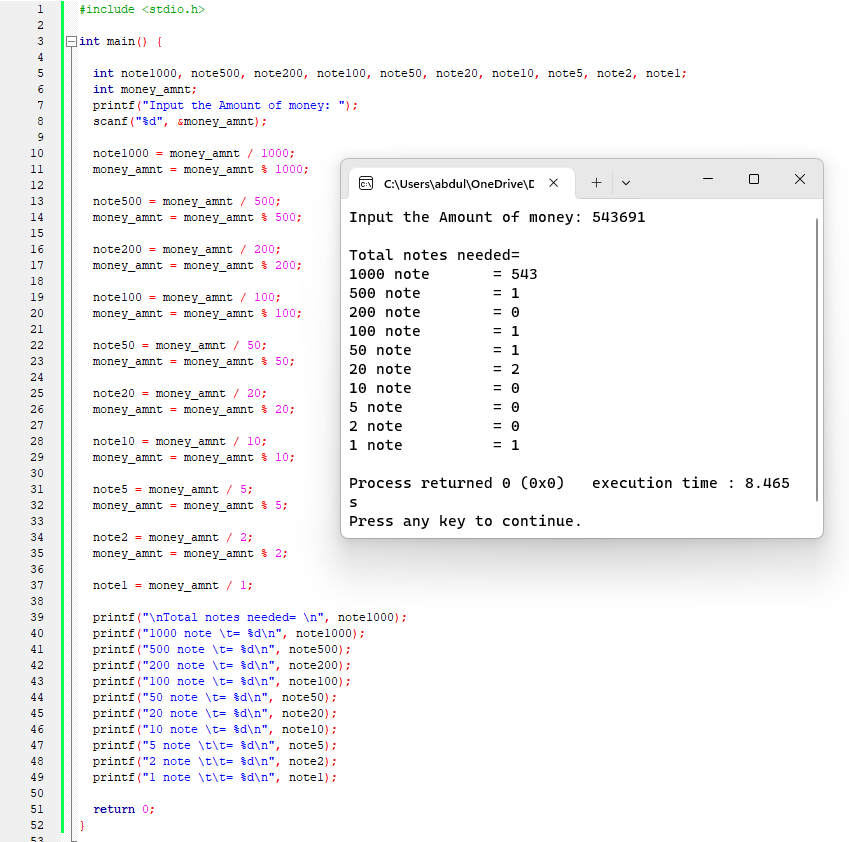 1 #include <stdio.h>
2
3 int main() {
4
5 int note1000, note500, note200, note100, note50, note20, note10, note5, note2, note1;
6 int money_amnt;
7 printf("Input the Amount of money: ");
8 scanf("%d", &money_amnt);
9
10 note1000 = money_amnt / 1000;
11 money_amnt = money_amnt % 1000;
12
13 note500 = money_amnt / 500;
14 money_amnt = money_amnt % 500;
15
16 note200 = money_amnt / 200;
17 money_amnt = money_amnt % 200;
18
19 note100 = money_amnt / 100;
20 money_amnt = money_amnt % 100;
21
22 note50 = money_amnt / 50;
23 money_amnt = money_amnt % 50;
24
25 note20 = money_amnt / 20;
26 money_amnt = money_amnt % 20;
27
28 note10 = money_amnt / 10;
29 money_amnt = money_amnt % 10;
30
31 note5 = money_amnt / 5;
32 money_amnt = money_amnt % 5;
33
34 note2 = money_amnt / 2;
35 money_amnt = money_amnt % 2;
36
37 note1 = money_amnt / 1;
38
39 printf("\nTotal notes needed= \n", note1000);
40 printf("1000 note \t= %d\n", note1000);
41 printf("500 note \t= %d\n", note500);
42 printf("200 note \t= %d\n", note200);
43 printf("100 note \t= %d\n", note100);
44 printf("50 note \t= %d\n", note50);
45 printf("20 note \t= %d\n", note20);
46 printf("10 note \t= %d\n", note10);
47 printf("5 note \t\t= %d\n", note5);
48 printf("2 note \t\t= %d\n", note2);
49 printf("1 note \t\t= %d\n", note1);
50
51 return 0;
52 }
53
C:\Users\abdul\OneDrive\D
Input the Amount of money: 543691
Total notes needed=
1000 note = 543
500 note = 1
200 note = 0
100 note = 1
50 note = 1
20 note = 2
10 note = 0
5 note = 0
2 note = 0
1 note = 1
Process returned 0 (0x0) execution time : 8.465
s
Press any key to continue.